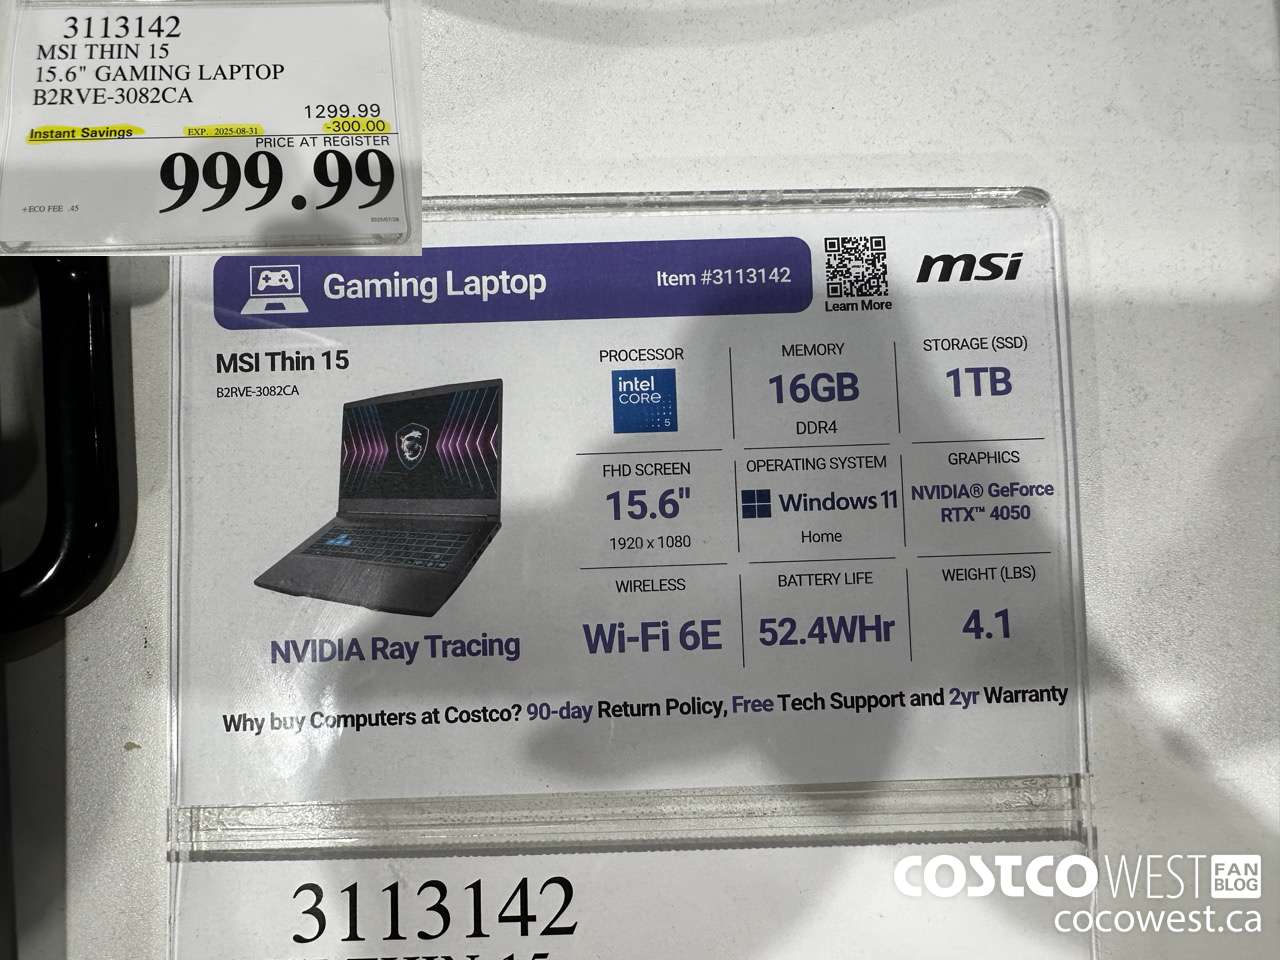 3113142
MSI THIN 15
15.6" GAMING LAPTOP
B2RVE-3082CA
1299.99
Instant Savings EXP. 2025-08-31 -300.00
PRICE AT REGISTER
999.99
+ECO FEE .45
Gaming Laptop Item #3113142
Learn More
msi
MSI Thin 15
B2RVE-3082CA
PROCESSOR
intel
CORE
5
MEMORY
16GB
DDR4
STORAGE (SSD)
1TB
FHD SCREEN
15.6"
1920 x 1080
OPERATING SYSTEM
Windows 11
Home
GRAPHICS
NVIDIA® GeForce
RTX™ 4050
WIRELESS
Wi-Fi 6E
BATTERY LIFE
52.4WHr
WEIGHT (LBS)
4.1
NVIDIA Ray Tracing
Why buy Computers at Costco? 90-day Return Policy, Free Tech Support and 2yr Warranty
3113142
THIN 15
COSTCO WEST FAN BLOG
cocowest.ca